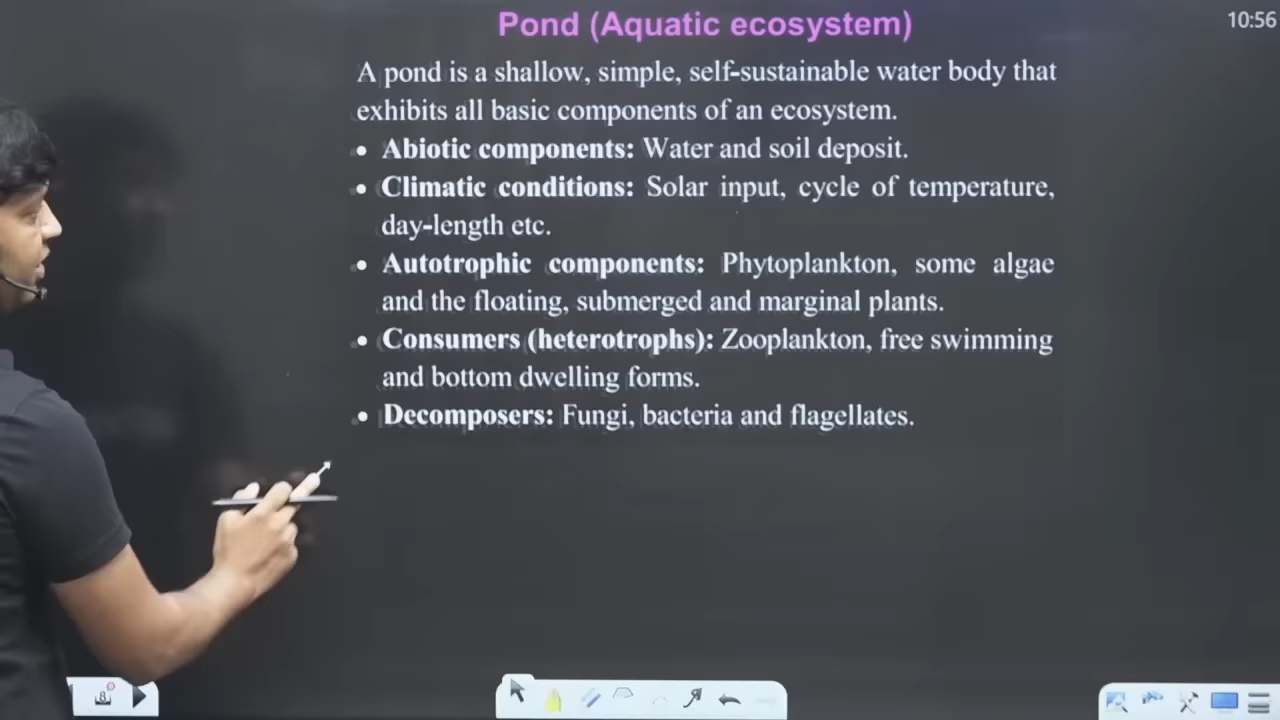 Pond (Aquatic ecosystem)
10:56
A pond is a shallow, simple, self-sustainable water body that
exhibits all basic components of an ecosystem.
• Abiotic components: Water and soil deposit.
• Climatic conditions: Solar input, cycle of temperature,
day-length etc.
• Autotrophic components: Phytoplankton, some algae
and the floating, submerged and marginal plants.
• Consumers (heterotrophs): Zooplankton, free swimming
and bottom dwelling forms.
• Decomposers: Fungi, bacteria and flagellates.
8